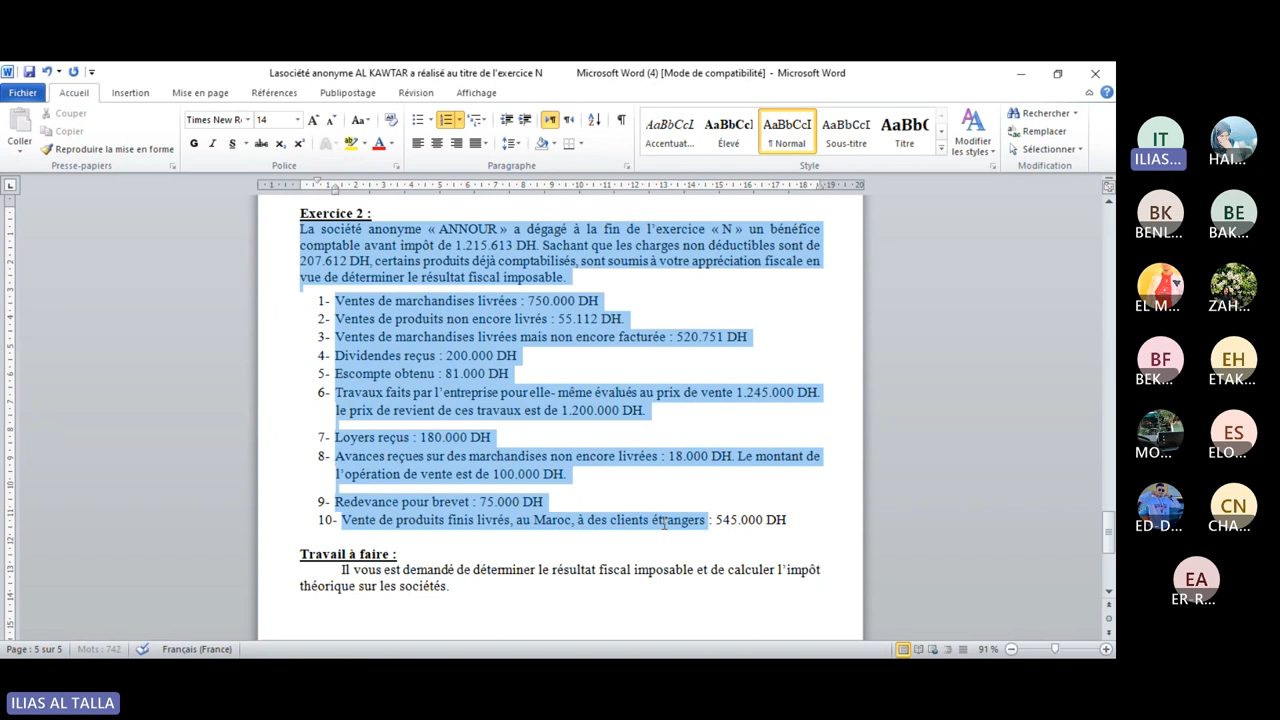 Lasociété anonyme AL KAWTAR a réalisé au titre de l'exercice N
Microsoft Word (4) [Mode de compatibilité] - Microsoft Word
Fichier Accueil Insertion Mise en page Références Publipostage Révision Affichage
Coller
Couper
Copier
Reproduire la mise en forme
Presse-papiers
Times New R 14
G I S abc x₂ x²
Police
Paragraphe
AaBbCcL AaBbCc AaBbCcI AaBbCcI AaBbC
Accentuat... Élevé ¶ Normal Sous-titre Titre
Style
Modifier les styles
Rechercher
Remplacer
Sélectionner
Modification
Exercice 2 :
La société anonyme « ANNOUR » a dégagé à la fin de l'exercice « N » un bénéfice
comptable avant impôt de 1.215.613 DH. Sachant que les charges non déductibles sont de
207.612 DH, certains produits déjà comptabilisés, sont soumis à votre appréciation fiscale en
vue de déterminer le résultat fiscal imposable.
1- Ventes de marchandises livrées : 750.000 DH
2- Ventes de produits non encore livrés : 55.112 DH.
3- Ventes de marchandises livrées mais non encore facturée : 520.751 DH
4- Dividendes reçus : 200.000 DH
5- Escompte obtenu : 81.000 DH
6- Travaux faits par l'entreprise pour elle- même évalués au prix de vente 1.245.000 DH.
le prix de revient de ces travaux est de 1.200.000 DH.
7- Loyers reçus : 180.000 DH
8- Avances reçues sur des marchandises non encore livrées : 18.000 DH. Le montant de
l'opération de vente est de 100.000 DH.
9- Redevance pour brevet : 75.000 DH
10- Vente de produits finis livrés, au Maroc, à des clients étrangers : 545.000 DH
Travail à faire :
Il vous est demandé de déterminer le résultat fiscal imposable et de calculer l'impôt
théorique sur les sociétés.
Page : 5 sur 5 Mots : 742 Français (France) 91 %
IT
ILIAS... HAI...
BK BE
BENL... BAK...
EL M... ZAH...
BF EH
BEK... ETAK...
ES
MO... ELO...
CN
ED-D... CHA...
EA
ER-R...
ILIAS AL TALLA